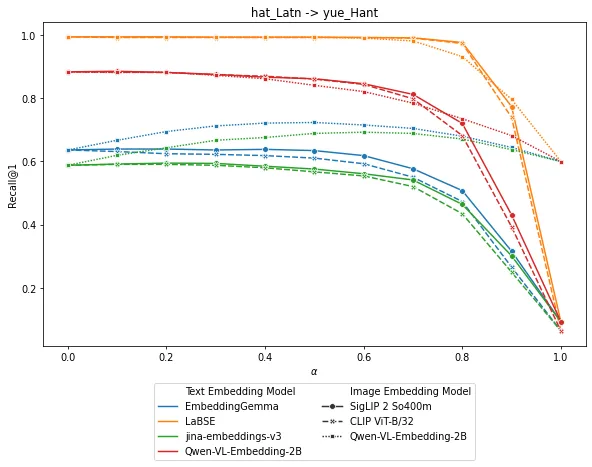 hat_Latn -> yue_Hant
1.0
0.8
0.6
0.4
0.2
Recall@1
0.0 0.2 0.4 0.6 0.8 1.0
α
Text Embedding Model
EmbeddingGemma
LaBSE
jina-embeddings-v3
Qwen-VL-Embedding-2B
Image Embedding Model
SigLIP 2 So400m
CLIP ViT-B/32
Qwen-VL-Embedding-2B